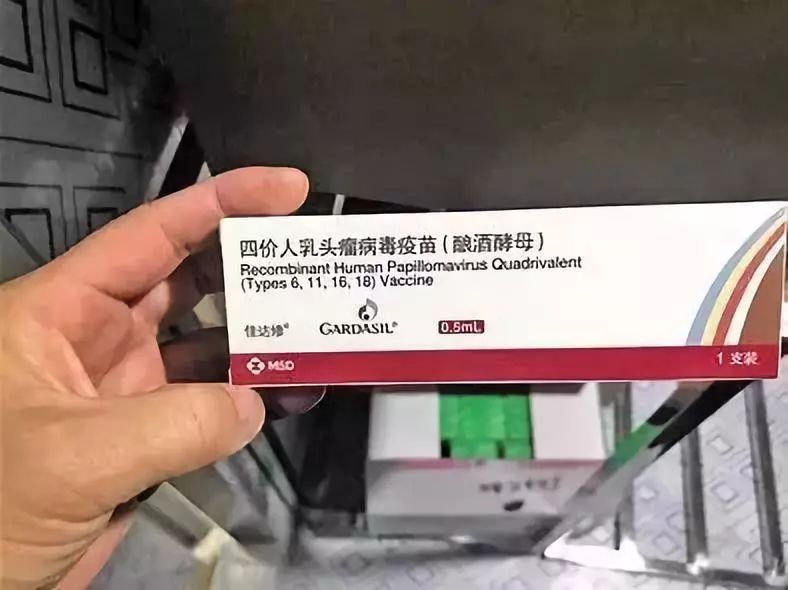 四价人乳头瘤病毒疫苗（酿酒酵母）
Recombinant Human Papillomavirus Quadrivalent
(Types 6, 11, 16, 18) Vaccine
佳达修® GARDASIL® 0.5mL
MSD 1 支装